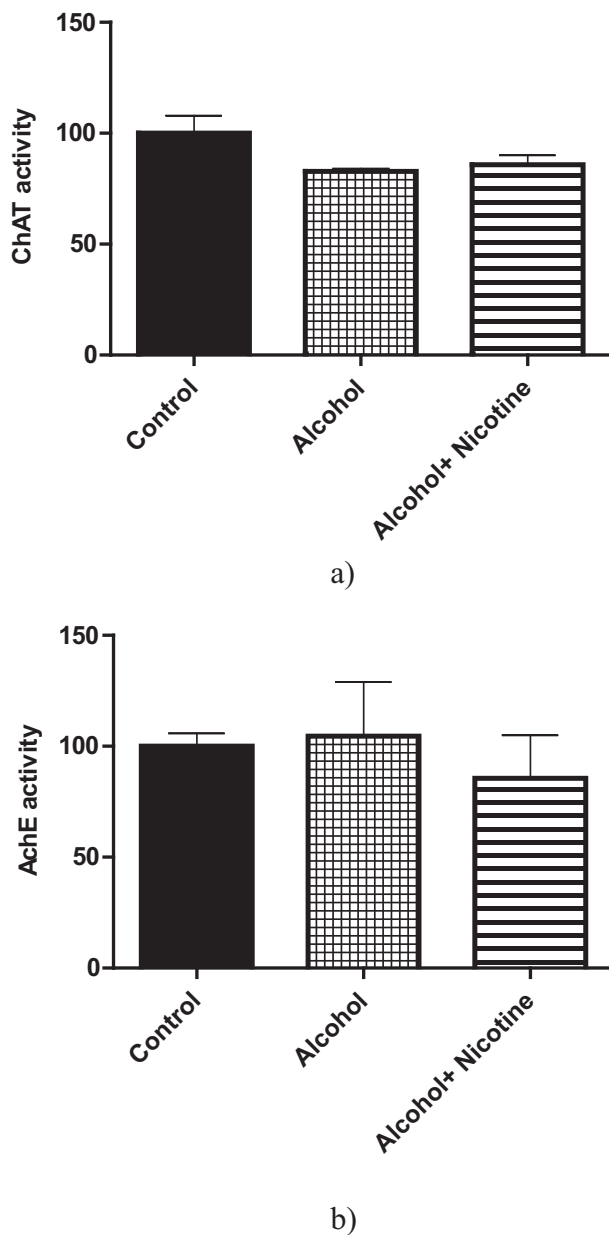 150
100
50
0
ChAT activity
Control
Alcohol
Alcohol+ Nicotine
a)
150
100
50
0
AchE activity
Control
Alcohol
Alcohol+ Nicotine
b)